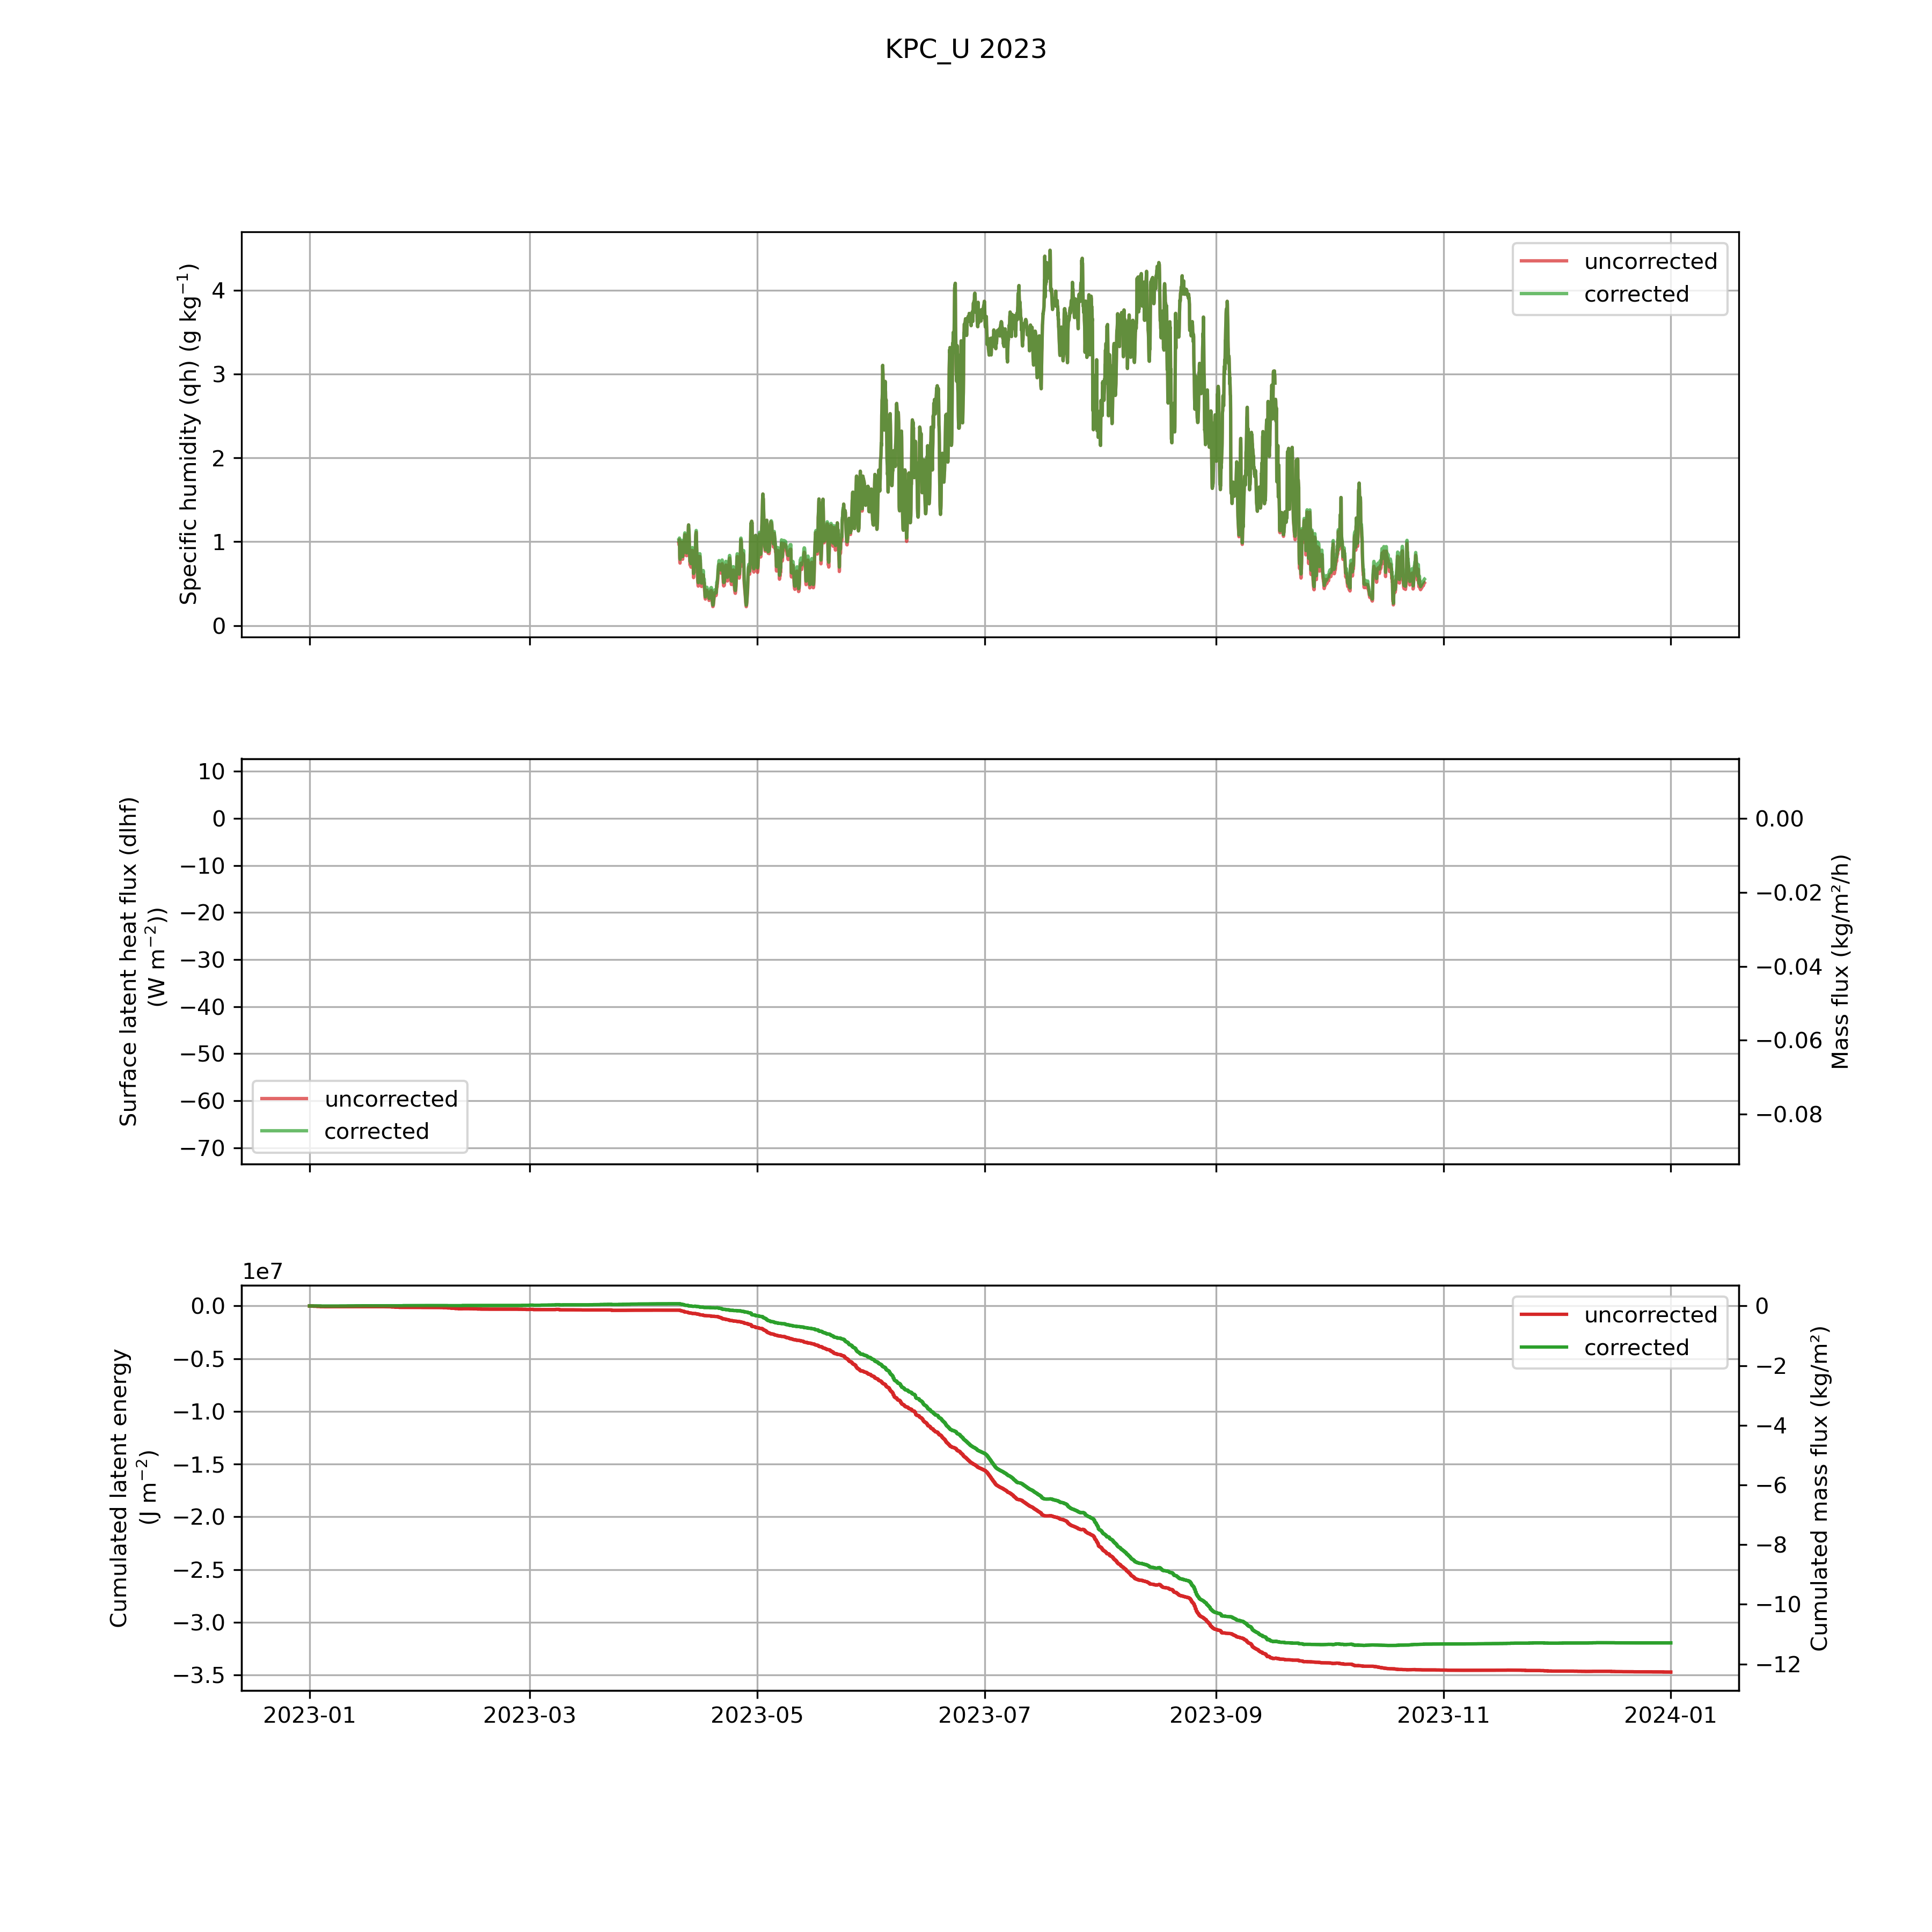 KPC_U 2023
Specific humidity (qh) (g kg⁻¹)
4
3
2
1
0
uncorrected
corrected
Surface latent heat flux (dlhf)
(W m⁻²))
10
0
−10
−20
−30
−40
−50
−60
−70
uncorrected
corrected
0.00
−0.02
−0.04
−0.06
−0.08
Mass flux (kg/m²/h)
1e7
Cumulated latent energy
(J m⁻²)
0.0
−0.5
−1.0
−1.5
−2.0
−2.5
−3.0
−3.5
uncorrected
corrected
0
−2
−4
−6
−8
−10
−12
Cumulated mass flux (kg/m²)
2023-01 2023-03 2023-05 2023-07 2023-09 2023-11 2024-01